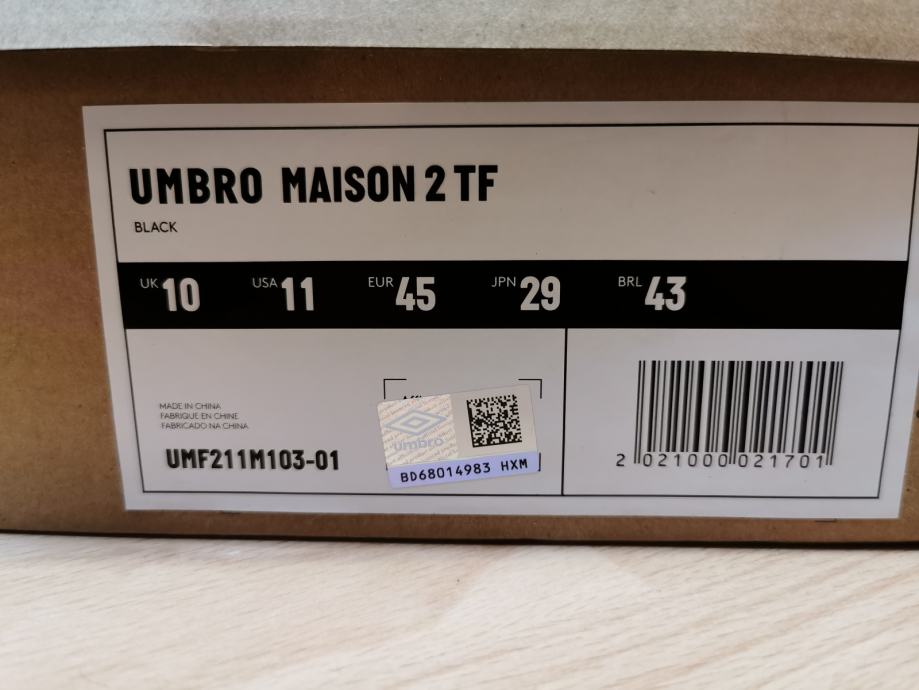 UMBRO MAISON 2 TF
BLACK
UK 10 USA 11 EUR 45 JPN 29 BRL 43
MADE IN CHINA
FABRIQUE EN CHINE
FABRICADO NA CHINA
UMF211M103-01
umbro
BD68014983 HXM
2 021000 021701